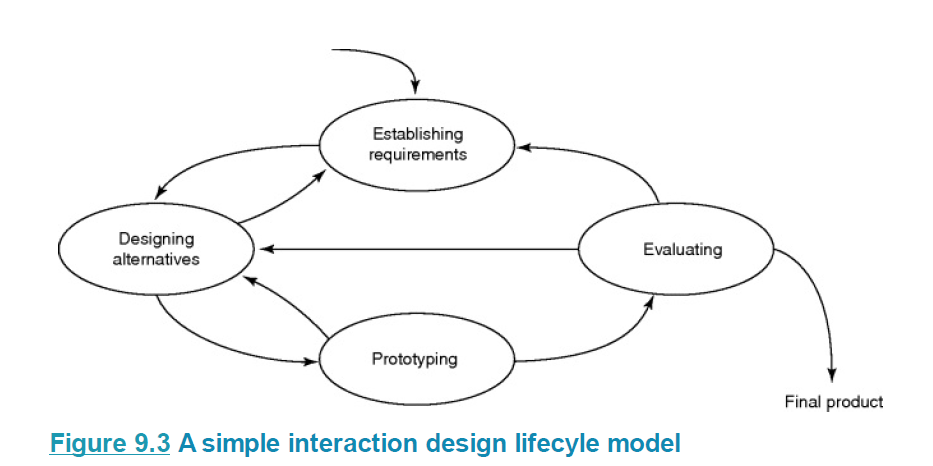 Establishing
requirements
Designing
alternatives
Evaluating
Prototyping
Final product
Figure 9.3 A simple interaction design lifecyle model